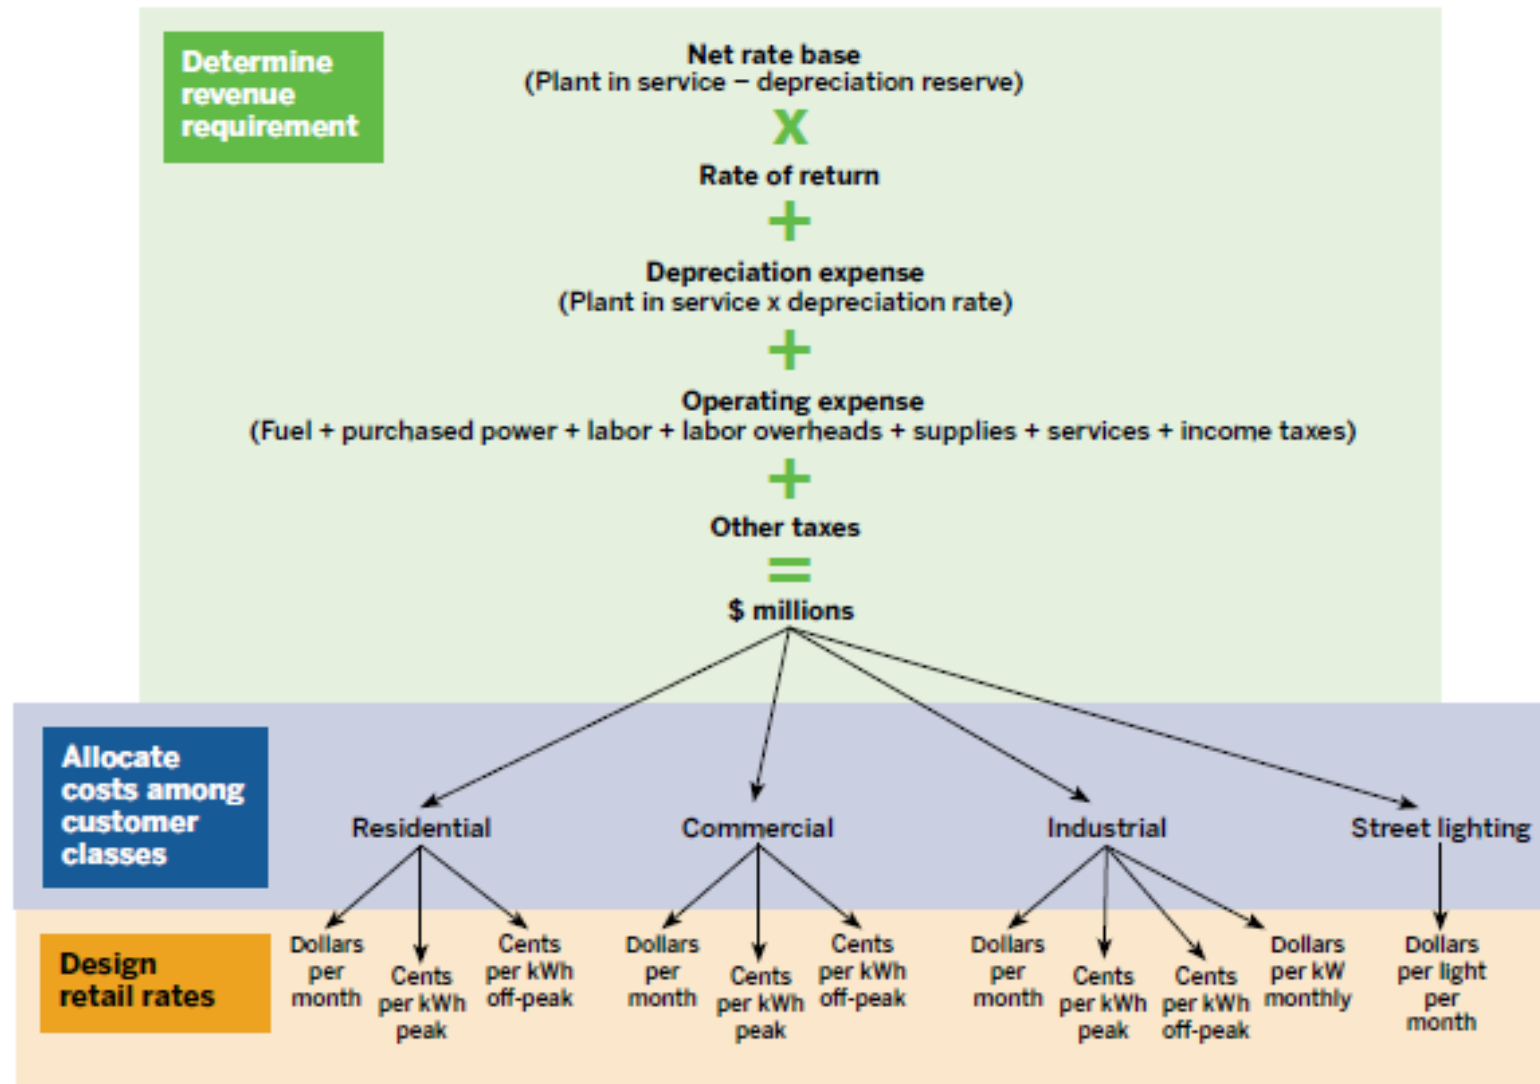 Determine
revenue
requirement
Net rate base
(Plant in service – depreciation reserve)
x
Rate of return
+
Depreciation expense
(Plant in service x depreciation rate)
+
Operating expense
(Fuel + purchased power + labor + labor overheads + supplies + services + income taxes)
+
Other taxes
=
$ millions
Allocate
costs among
customer
classes
Residential
Commercial
Industrial
Street lighting
Design
retail rates
Dollars
per
month
Cents
per kWh
peak
Cents
per kWh
off-peak
Dollars
per
month
Cents
per kWh
peak
Cents
per kWh
off-peak
Dollars
per
month
Cents
per kWh
peak
Cents
per kWh
off-peak
Dollars
per kW
monthly
Dollars
per light
per
month